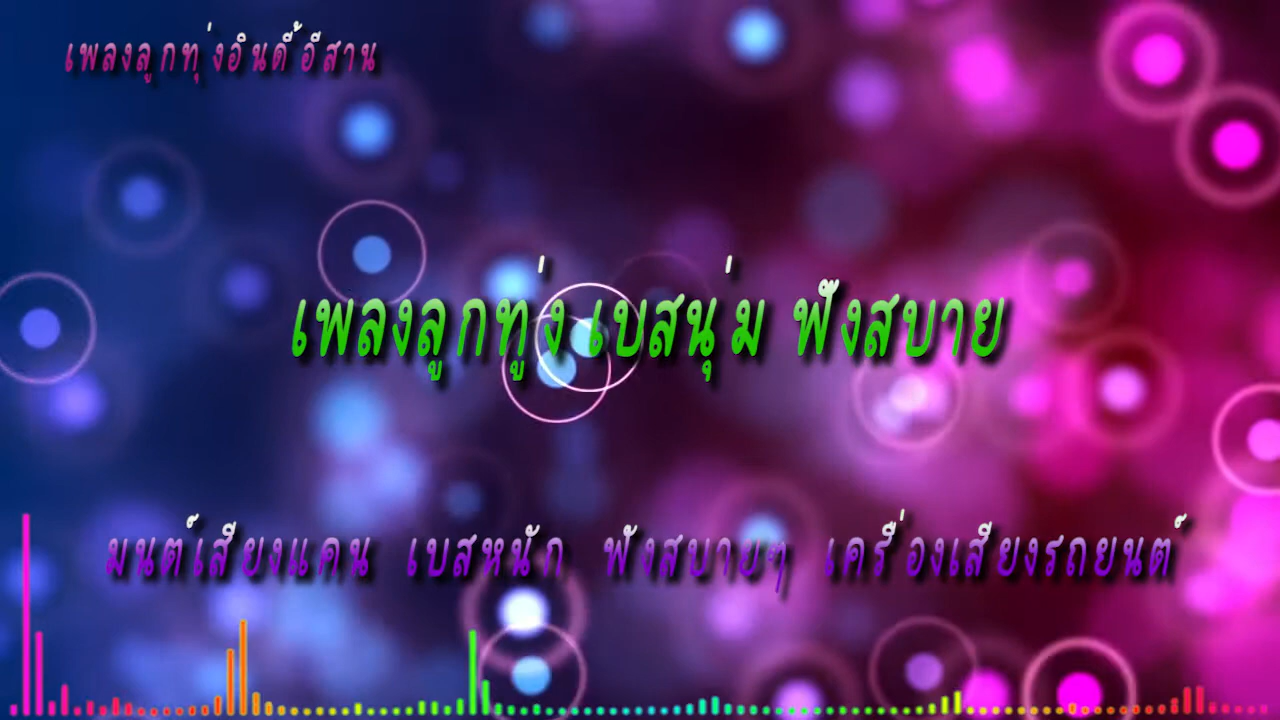 เพลงลูกทุ่งอินดี้อีสาน
เพลงลูกทุ่ง เบสนุ่ม ฟังสบาย
มนต์เสียงแคน เบสหนัก ฟังสบายๆ เครื่องเสียงรถยนต์